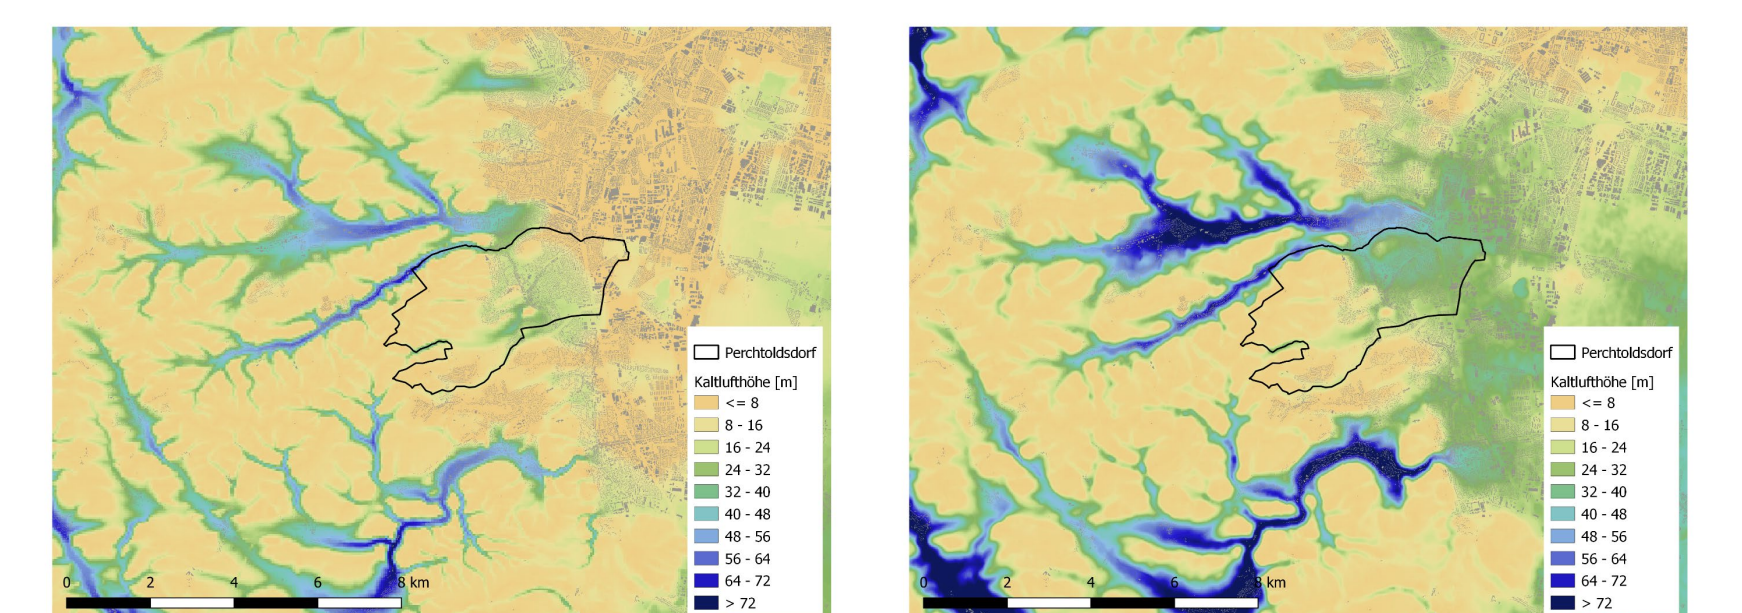 Perchtoldsdorf
Kaltlufthöhe [m]
<= 8
8 - 16
16 - 24
24 - 32
32 - 40
40 - 48
48 - 56
56 - 64
64 - 72
> 72
0 2 4 6 8 km
Perchtoldsdorf
Kaltlufthöhe [m]
<= 8
8 - 16
16 - 24
24 - 32
32 - 40
40 - 48
48 - 56
56 - 64
64 - 72
> 72
0 2 4 6 8 km